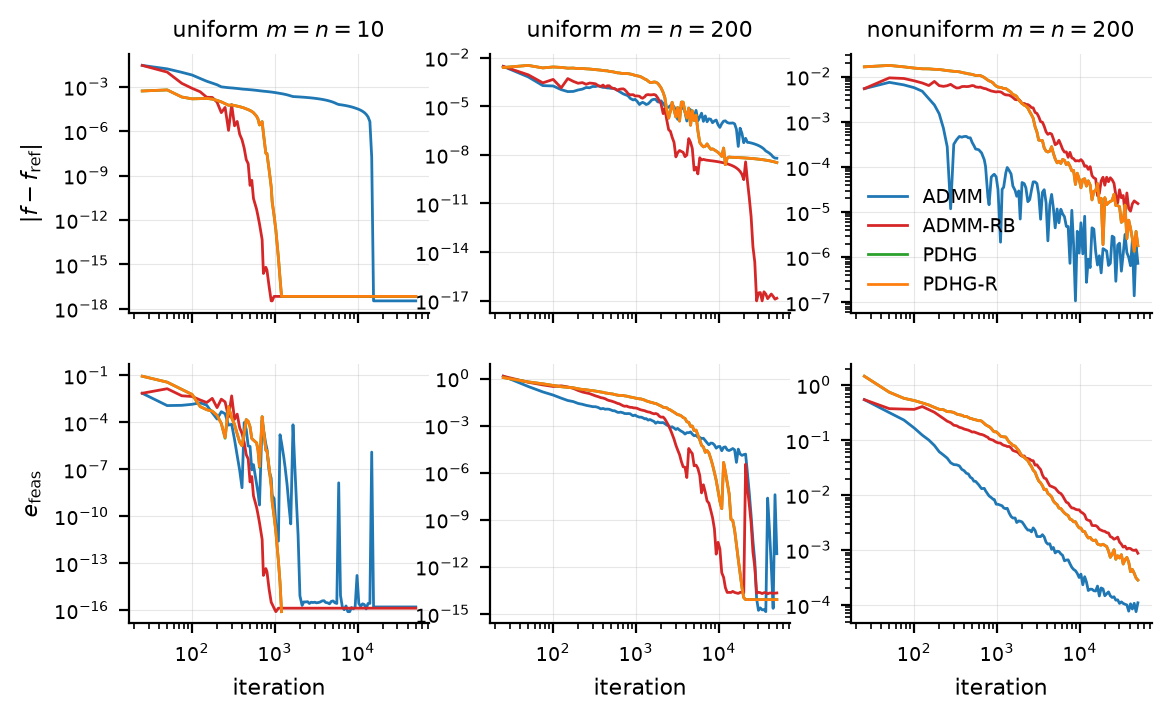 uniform m = n = 10
uniform m = n = 200
nonuniform m = n = 200
|f − f_ref|
10^−3
10^−6
10^−9
10^−12
10^−15
10^−18
10^−2
10^−5
10^−8
10^−11
10^−14
10^−17
10^−2
10^−3
10^−4
10^−5
10^−6
10^−7
ADMM
ADMM-RB
PDHG
PDHG-R
e_feas
10^−1
10^−4
10^−7
10^−10
10^−13
10^−16
10^0
10^−3
10^−6
10^−9
10^−12
10^−15
10^0
10^−1
10^−2
10^−3
10^−4
10^2 10^3 10^4
10^2 10^3 10^4
10^2 10^3 10^4
iteration
iteration
iteration